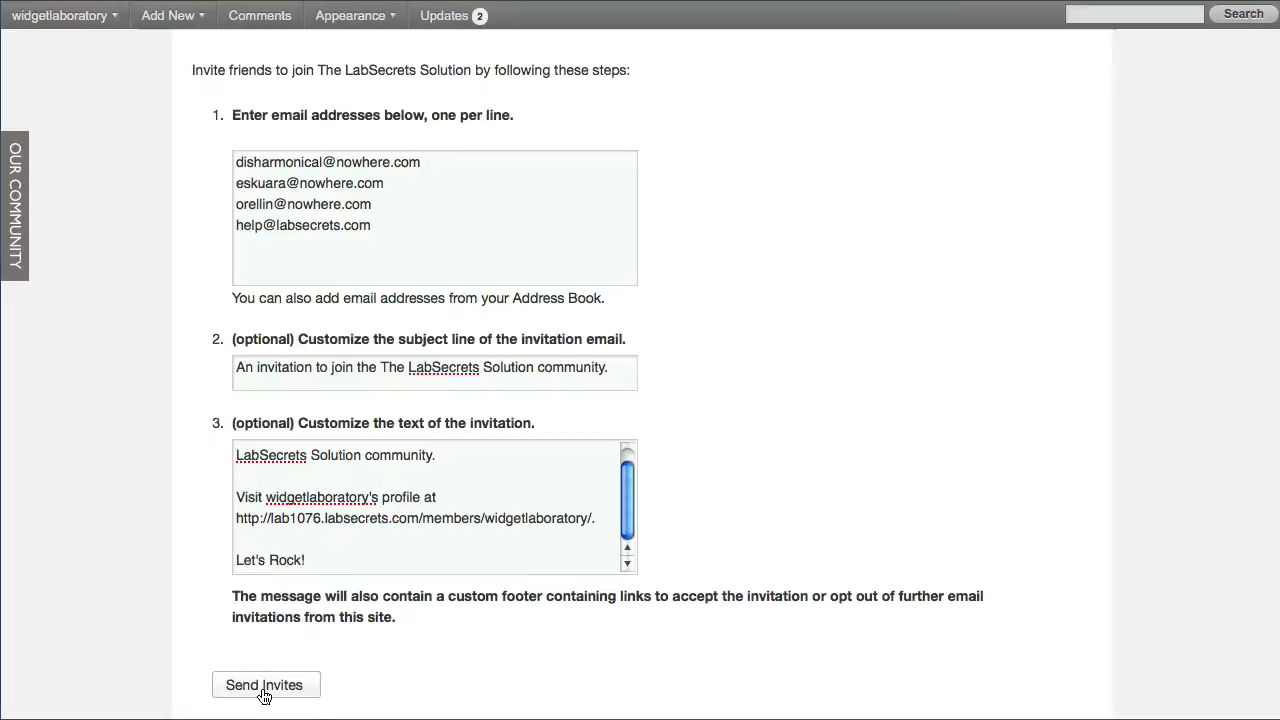 widgetlaboratory Add New Comments Appearance Updates 2 Search
Invite friends to join The LabSecrets Solution by following these steps:
1. Enter email addresses below, one per line.
OUR COMMUNITY
disharmonical@nowhere.com
eskuara@nowhere.com
orellin@nowhere.com
help@labsecrets.com
You can also add email addresses from your Address Book.
2. (optional) Customize the subject line of the invitation email.
An invitation to join the The LabSecrets Solution community.
3. (optional) Customize the text of the invitation.
LabSecrets Solution community.
Visit widgetlaboratory's profile at
http://lab1076.labsecrets.com/members/widgetlaboratory/.
Let's Rock!
The message will also contain a custom footer containing links to accept the invitation or opt out of further email
invitations from this site.
Send Invites